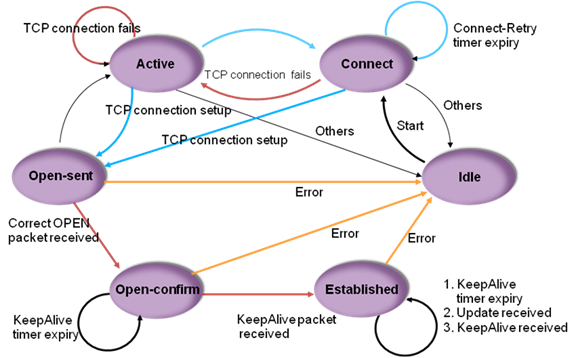 TCP connection fails
Connect-Retry
timer expiry
Active
Connect
TCP connection fails
Others
TCP connection setup
Start
Others
TCP connection setup
Open-sent
Idle
Error
Correct OPEN
packet received
Error
Error
Open-confirm
Established
1. KeepAlive
timer expiry
2. Update received
3. KeepAlive received
KeepAlive
timer expiry
KeepAlive packet
received